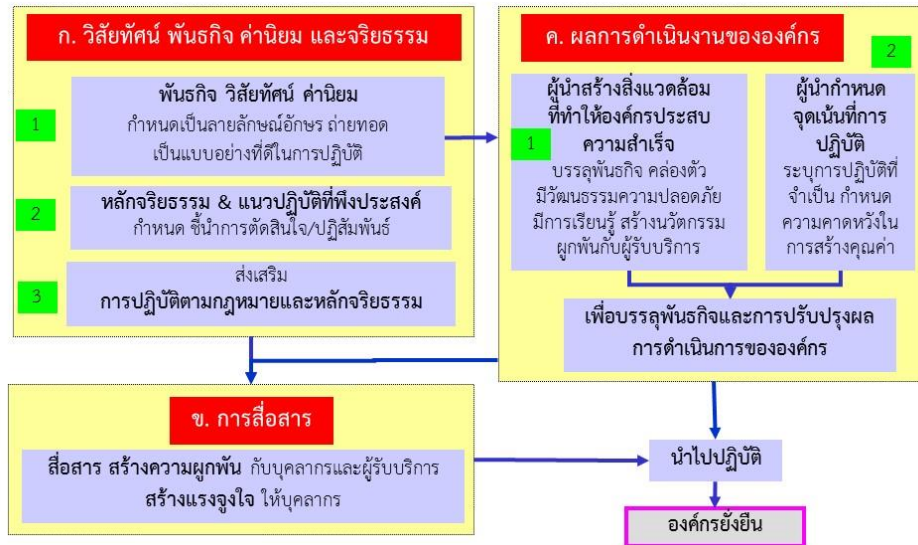 ก. วิสัยทัศน์ พันธกิจ ค่านิยม และจริยธรรม
1
พันธกิจ วิสัยทัศน์ ค่านิยม
กำหนดเป็นลายลักษณ์อักษร ถ่ายทอด
เป็นแบบอย่างที่ดีในการปฏิบัติ
2
หลักจริยธรรม & แนวปฏิบัติที่พึงประสงค์
กำหนด ชี้นำการตัดสินใจ/ปฏิสัมพันธ์
3
ส่งเสริม
การปฏิบัติตามกฎหมายและหลักจริยธรรม
ค. ผลการดำเนินงานขององค์กร
1
ผู้นำสร้างสิ่งแวดล้อม
ที่ทำให้องค์กรประสบ
ความสำเร็จ
บรรลุพันธกิจ คล่องตัว
มีวัฒนธรรมความปลอดภัย
มีการเรียนรู้ สร้างนวัตกรรม
ผูกพันกับผู้รับบริการ
2
ผู้นำกำหนด
จุดเน้นที่การ
ปฏิบัติ
ระบุการปฏิบัติที่
จำเป็น กำหนด
ความคาดหวังใน
การสร้างคุณค่า
เพื่อบรรลุพันธกิจและการปรับปรุงผล
การดำเนินการขององค์กร
ข. การสื่อสาร
สื่อสาร สร้างความผูกพัน กับบุคลากรและผู้รับบริการ
สร้างแรงจูงใจ ให้บุคลากร
นำไปปฏิบัติ
องค์กรยั่งยืน